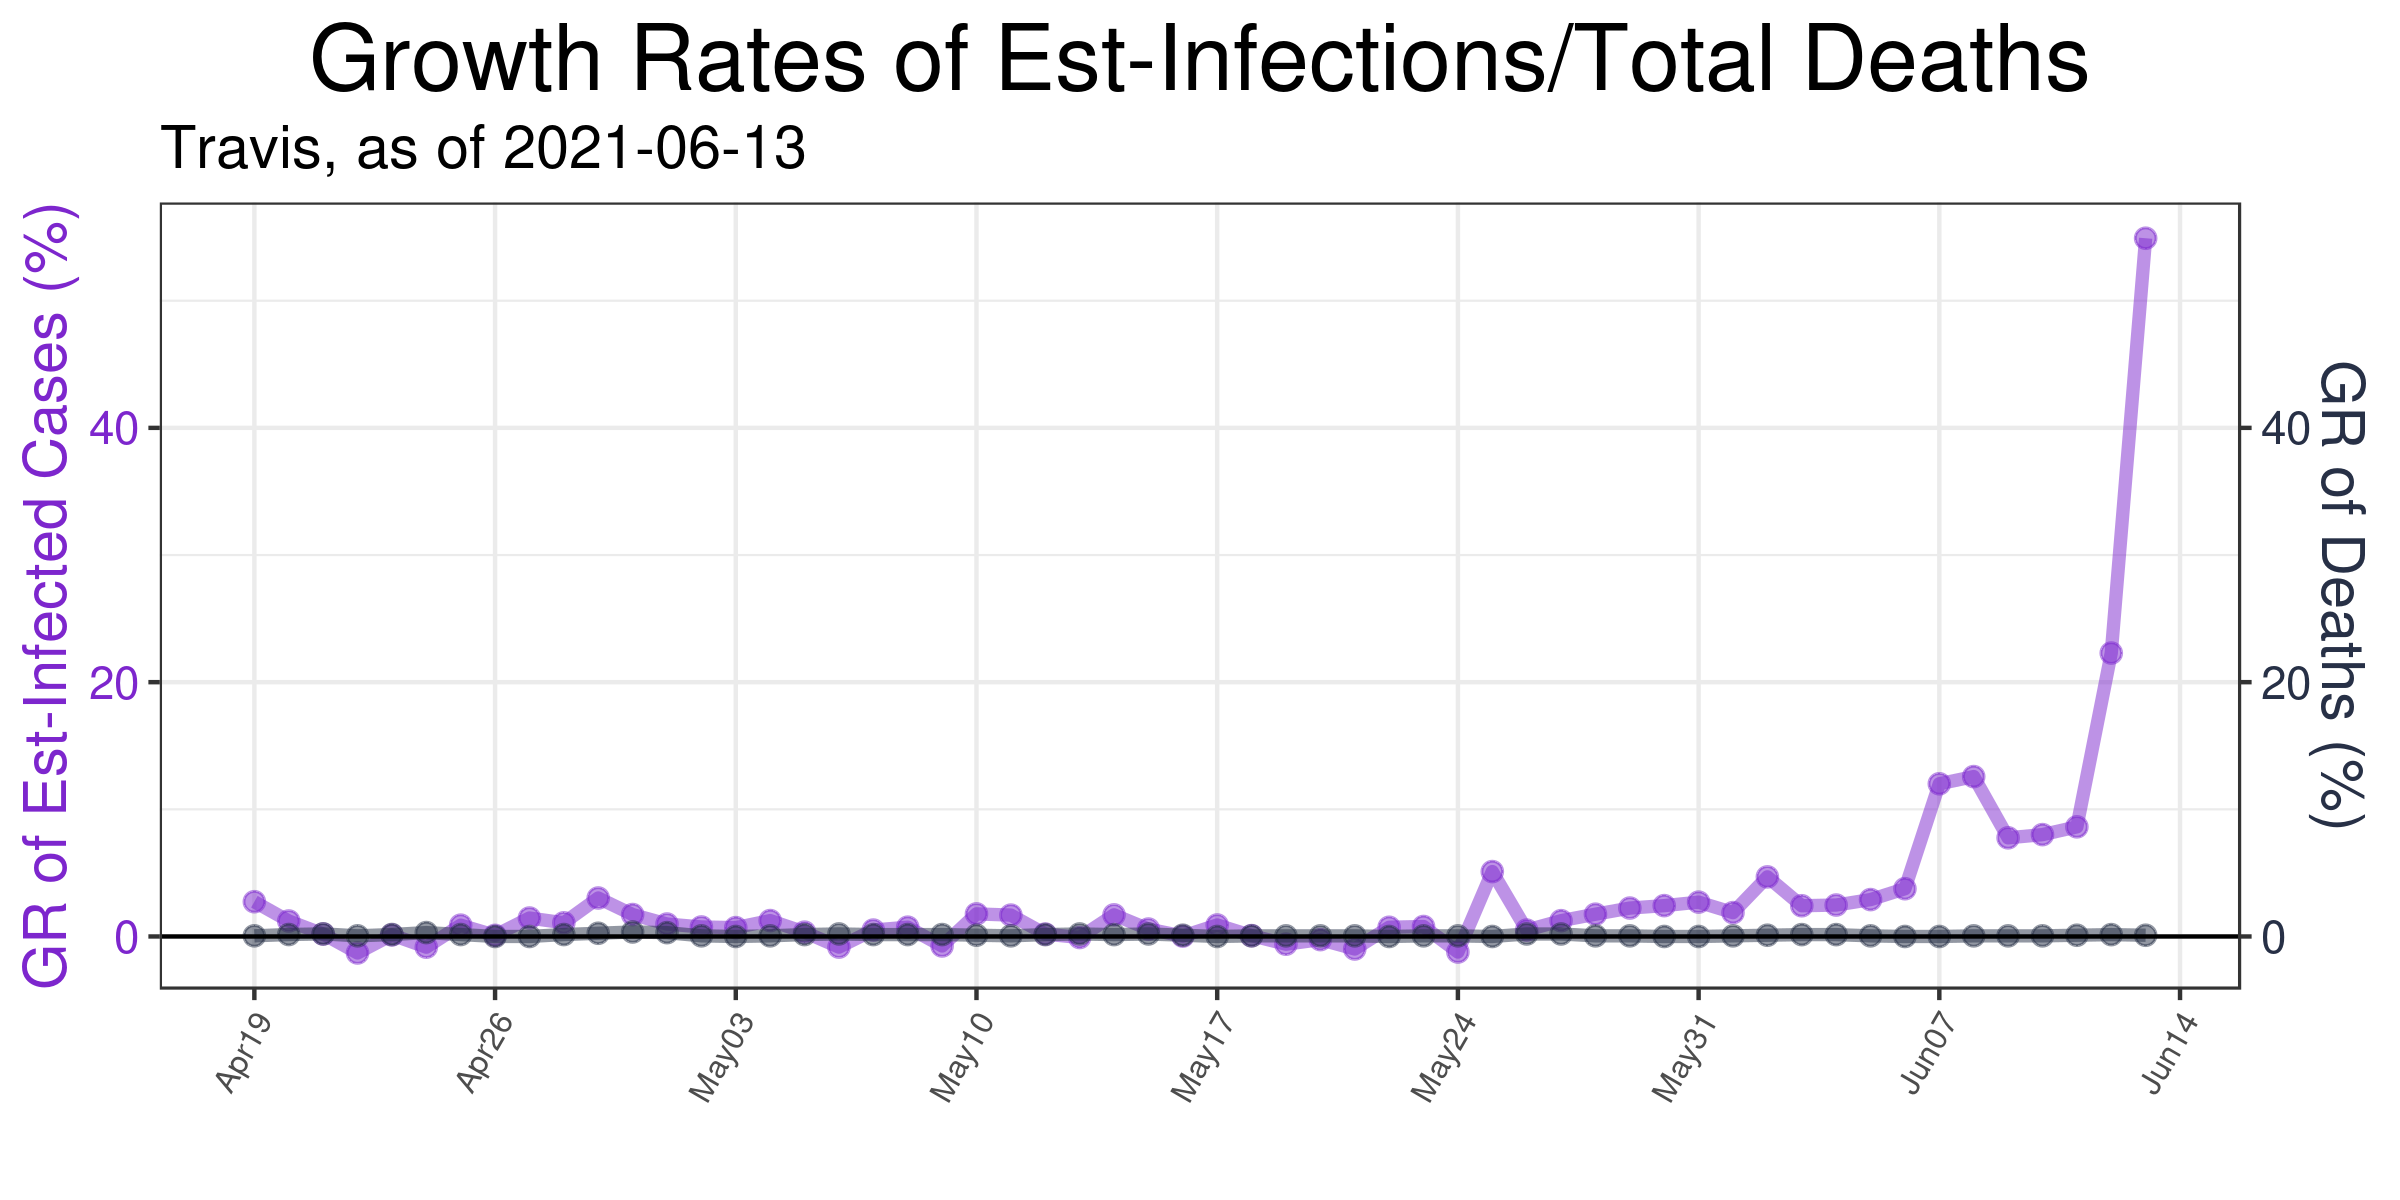 Growth Rates of Est-Infections/Total Deaths
Travis, as of 2021-06-13
GR of Est-Infected Cases (%)
40
20
0
40
20
0
GR of Deaths (%)
Apr19
Apr26
May03
May10
May17
May24
May31
Jun07
Jun14